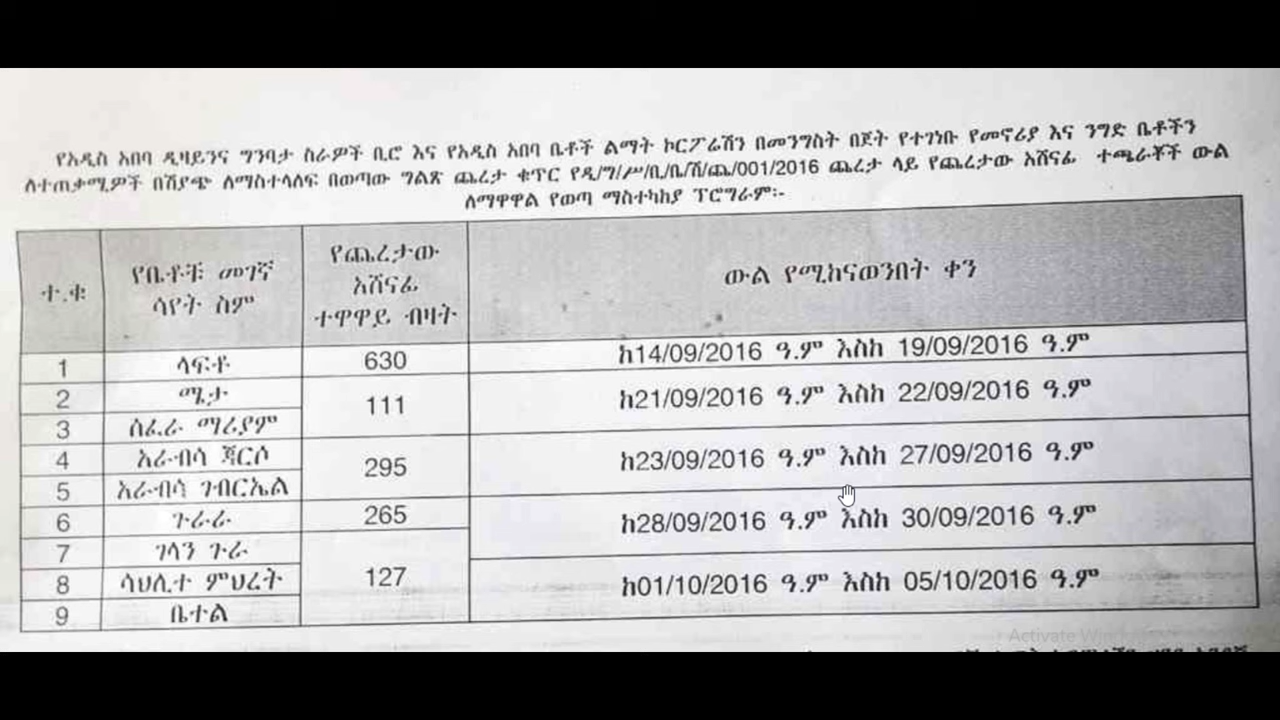 የአዲስ አበባ ዲዛይንና ግንባታ ስራዎች ቢሮ እና የአዲስ አበባ ቤቶች ልማት ኮርፖሬሽን በመንግስት በጀት የተገነቡ የመኖሪያ እና ንግድ ቤቶችን
ለተጠቃሚዎች በሽያጭ ለማስተላለፍ በወጣው ግልጽ ጨረታ ቁጥር የዲ/ግ/ሥ/ቢ/ቤ/ሽ/ጨ/001/2016 ጨረታ ላይ የጨረታው አሸናፊ ተጫራቾች ውል
ለማዋዋል የወጣ ማስተካከያ ፕሮግራም፡-
ተ.ቁ የቤቶቹ መገኛ ሳየት ስም የጨረታው አሸናፊ ተዋዋይ ብዛት ውል የሚከናወንበት ቀን
1 ላፍቶ 630 ከ14/09/2016 ዓ.ም እስከ 19/09/2016 ዓ.ም
2 ሜታ 111 ከ21/09/2016 ዓ.ም እስከ 22/09/2016 ዓ.ም
3 ሰፈራ ማሪያም
4 አራብሳ ጃርሶ 295 ከ23/09/2016 ዓ.ም እስከ 27/09/2016 ዓ.ም
5 አራብሳ ገብርኤል
6 ጉራራ 265 ከ28/09/2016 ዓ.ም እስከ 30/09/2016 ዓ.ም
7 ገላን ጉራ
8 ሳህሊተ ምህረት 127 ከ01/10/2016 ዓ.ም እስከ 05/10/2016 ዓ.ም
9 ቤተል
Activate Windows